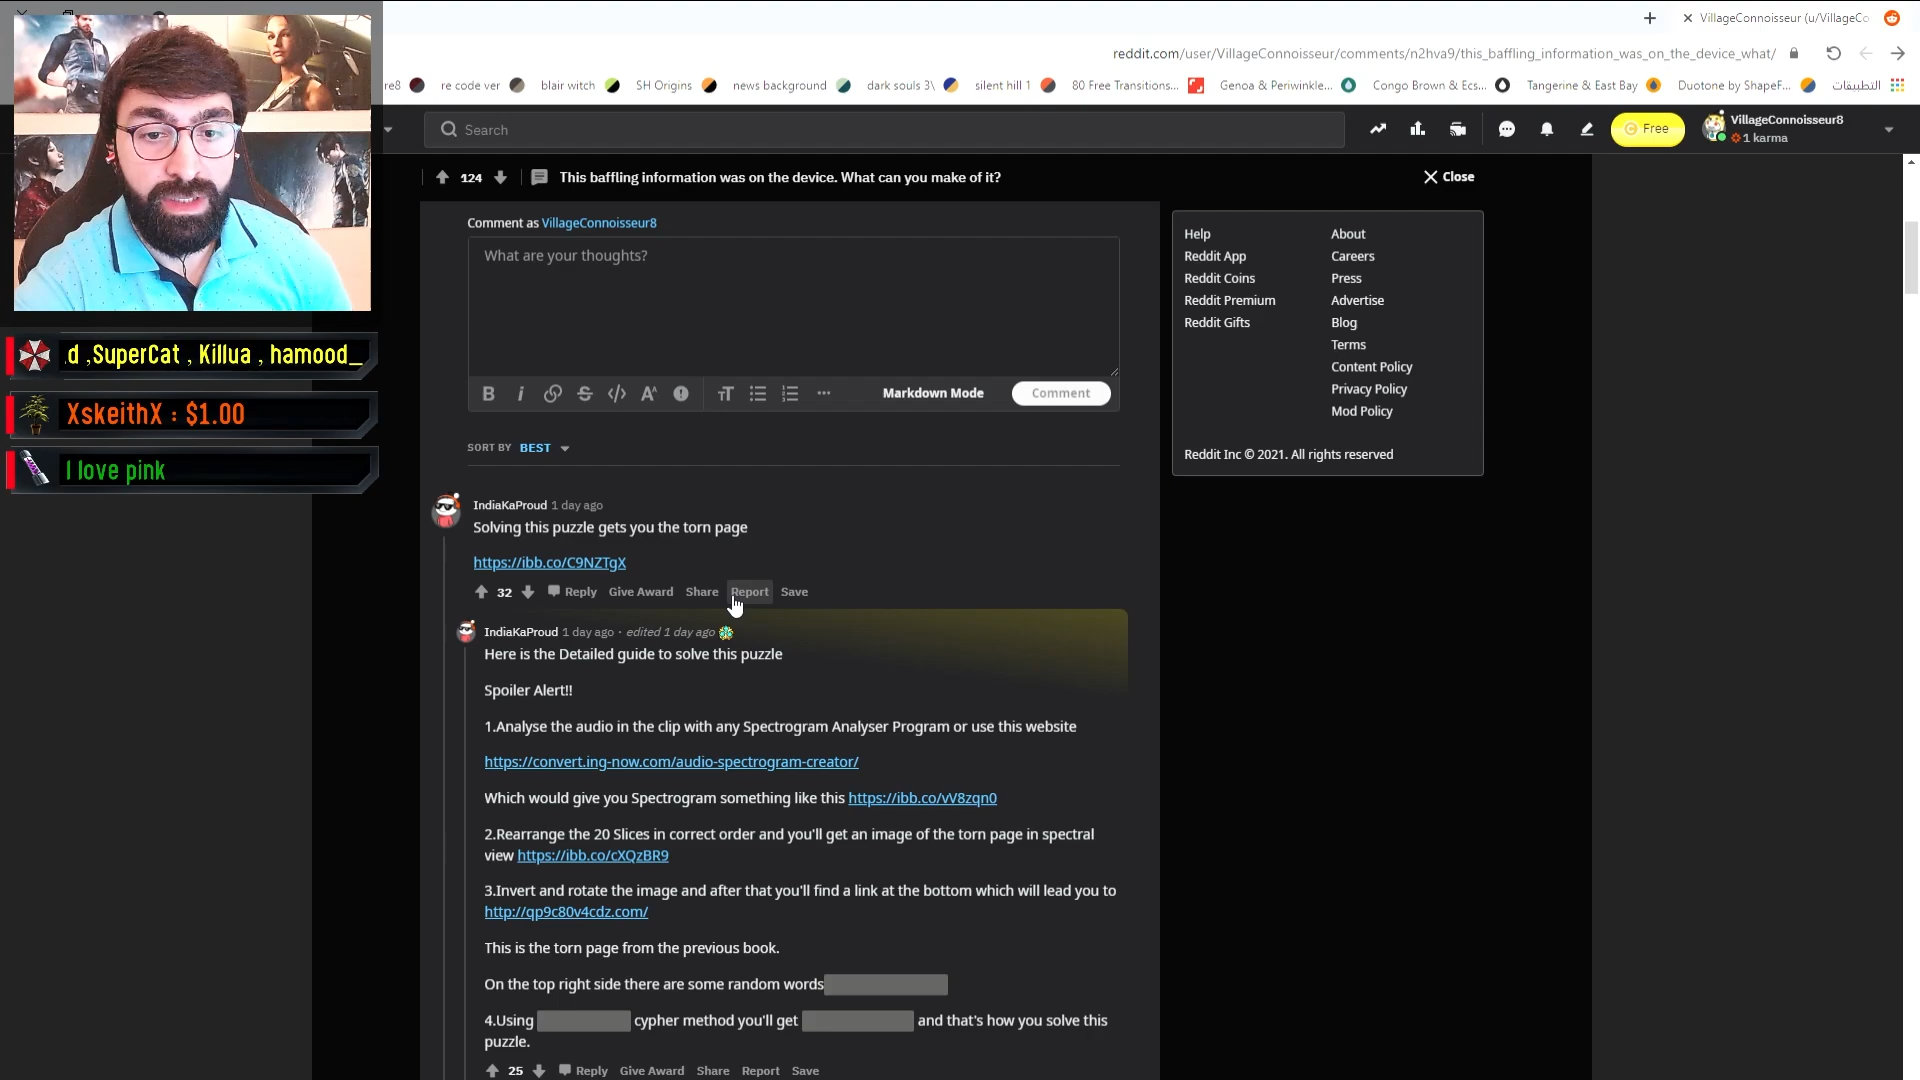 VillageConnoisseur (u/VillageCo
reddit.com/user/VillageConnoisseur/comments/n2hva9/this_baffling_information_was_on_the_device_what/
re8 re code ver blair witch SH Origins news background dark souls 3\ silent hill 1 80 Free Transitions... Genoa & Periwinkle... Congo Brown & Ecs... Tangerine & East Bay Duotone by ShapeF... التطبيقات
Search
Free
VillageConnoisseur8
1 karma
124 This baffling information was on the device. What can you make of it?
Close
Comment as VillageConnoisseur8
What are your thoughts?
Markdown Mode Comment
SORT BY BEST
Help About
Reddit App Careers
Reddit Coins Press
Reddit Premium Advertise
Reddit Gifts Blog
Terms
Content Policy
Privacy Policy
Mod Policy
Reddit Inc © 2021. All rights reserved
d ,SuperCat , Killua , hamood_
XskeithX : $1.00
I love pink
IndiaKaProud 1 day ago
Solving this puzzle gets you the torn page
https://ibb.co/C9NZTgX
32 Reply Give Award Share Report Save
IndiaKaProud 1 day ago · edited 1 day ago
Here is the Detailed guide to solve this puzzle
Spoiler Alert!!
1.Analyse the audio in the clip with any Spectrogram Analyser Program or use this website
https://convert.ing-now.com/audio-spectrogram-creator/
Which would give you Spectrogram something like this https://ibb.co/vV8zqn0
2.Rearrange the 20 Slices in correct order and you'll get an image of the torn page in spectral
view https://ibb.co/cXQzBR9
3.Invert and rotate the image and after that you'll find a link at the bottom which will lead you to
http://qp9c80v4cdz.com/
This is the torn page from the previous book.
On the top right side there are some random words
4.Using cypher method you'll get and that's how you solve this
puzzle.
25 Reply Give Award Share Report Save